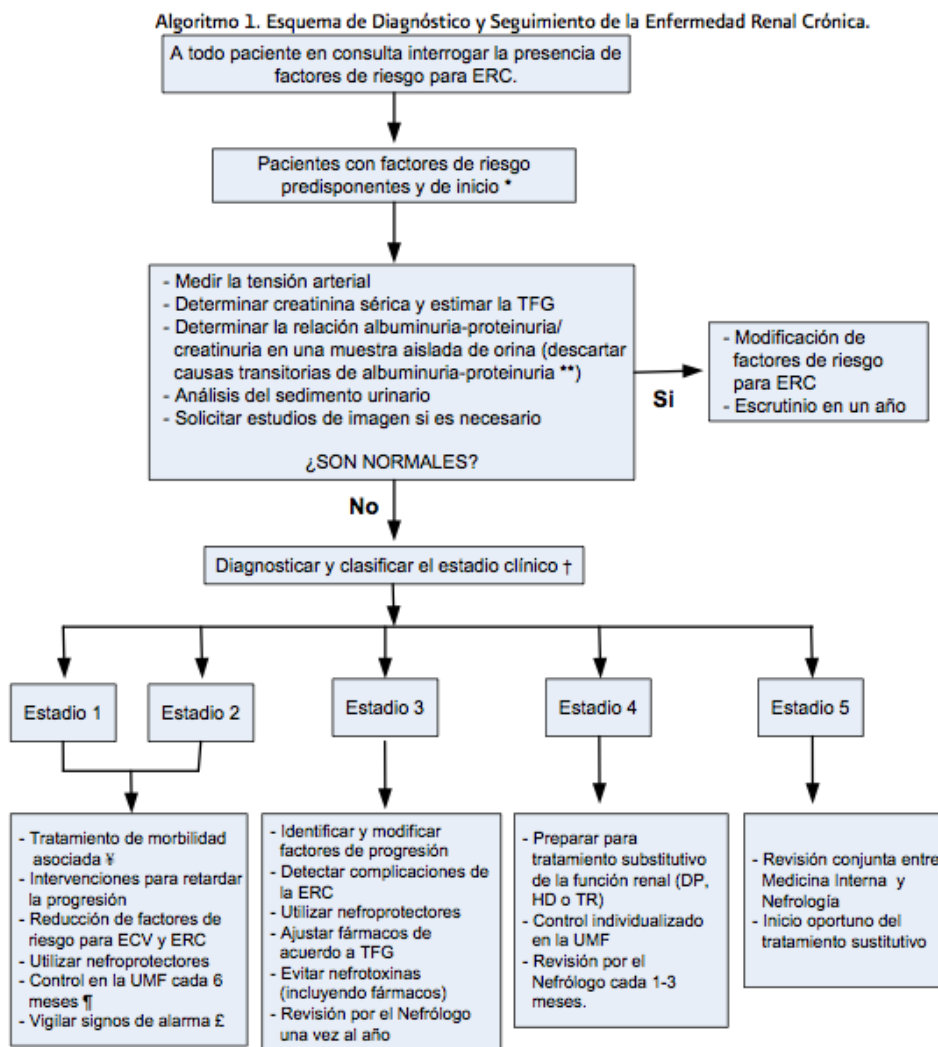 Algoritmo 1. Esquema de Diagnóstico y Seguimiento de la Enfermedad Renal Crónica.
A todo paciente en consulta interrogar la presencia de
factores de riesgo para ERC.
Pacientes con factores de riesgo
predisponentes y de inicio *
- Medir la tensión arterial
- Determinar creatinina sérica y estimar la TFG
- Determinar la relación albuminuria-proteinuria/
creatinuria en una muestra aislada de orina (descartar
causas transitorias de albuminuria-proteinuria **)
- Análisis del sedimento urinario
- Solicitar estudios de imagen si es necesario
¿SON NORMALES?
Si
- Modificación de
factores de riesgo
para ERC
- Escrutinio en un año
No
Diagnosticar y clasificar el estadio clínico †
Estadio 1
Estadio 2
Estadio 3
Estadio 4
Estadio 5
- Tratamiento de morbilidad
asociada ¥
- Intervenciones para retardar
la progresión
- Reducción de factores de
riesgo para ECV y ERC
- Utilizar nefroprotectores
- Control en la UMF cada 6
meses ¶
- Vigilar signos de alarma £
- Identificar y modificar
factores de progresión
- Detectar complicaciones de
la ERC
- Utilizar nefroprotectores
- Ajustar fármacos de
acuerdo a TFG
- Evitar nefrotoxinas
(incluyendo fármacos)
- Revisión por el Nefrólogo
una vez al año
- Preparar para
tratamiento substitutivo
de la función renal (DP,
HD o TR)
- Control individualizado
en la UMF
- Revisión por el
Nefrólogo cada 1-3
meses.
- Revisión conjunta entre
Medicina Interna y
Nefrología
- Inicio oportuno del
tratamiento sustitutivo